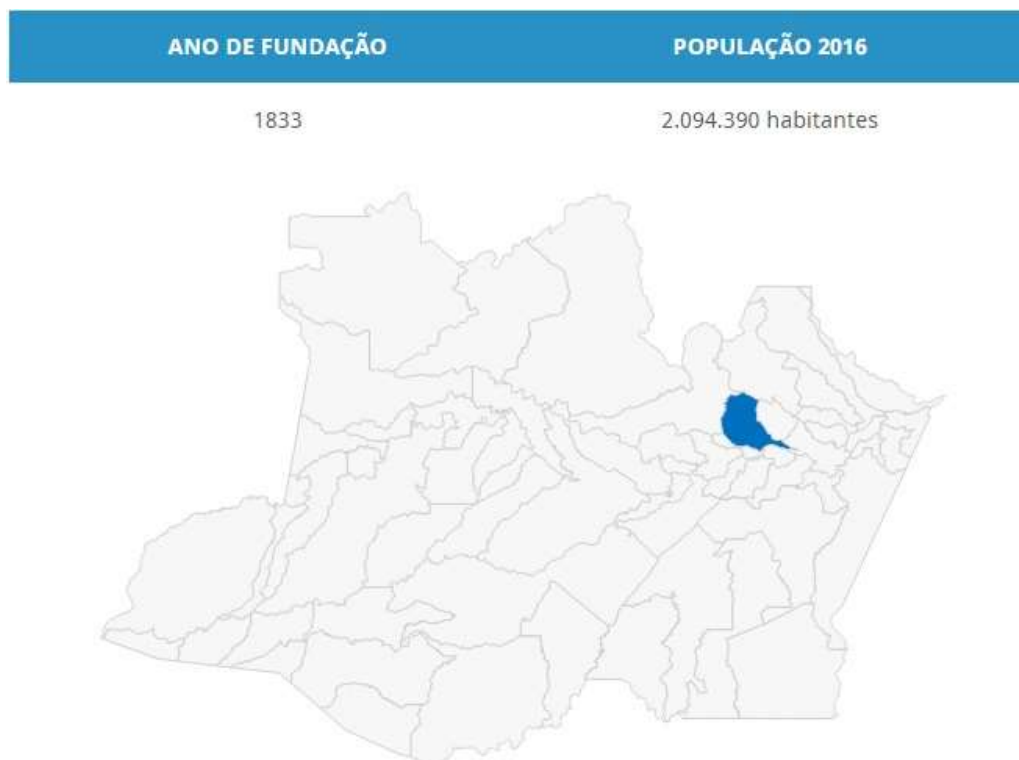 ANO DE FUNDAÇÃO POPULAÇÃO 2016
1833 2.094.390 habitantes